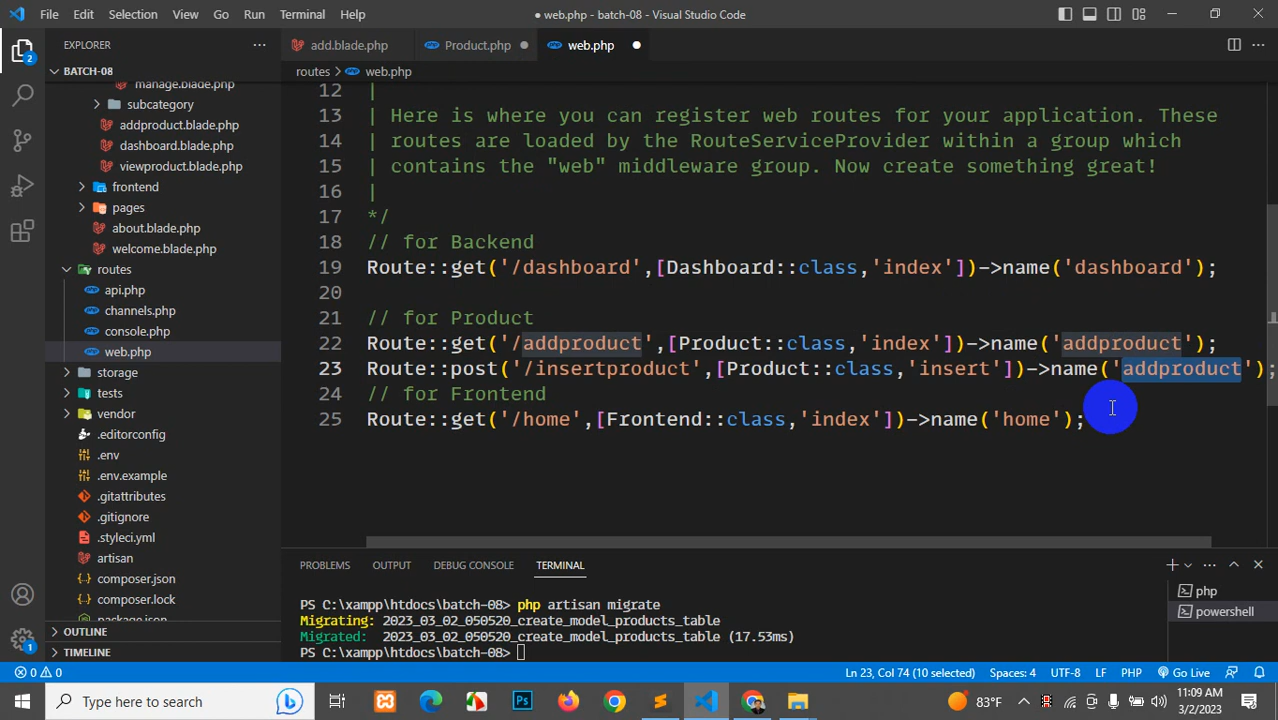 File Edit Selection View Go Run Terminal Help
● web.php - batch-08 - Visual Studio Code
EXPLORER
add.blade.php
Product.php
web.php
BATCH-08
routes > web.php
manage.blade.php
subcategory
addproduct.blade.php
dashboard.blade.php
viewproduct.blade.php
frontend
pages
about.blade.php
welcome.blade.php
routes
api.php
channels.php
console.php
web.php
storage
tests
vendor
.editorconfig
.env
.env.example
.gitattributes
.gitignore
.styleci.yml
artisan
composer.json
composer.lock
package.json
OUTLINE
TIMELINE
12 |
13 | Here is where you can register web routes for your application. These
14 | routes are loaded by the RouteServiceProvider within a group which
15 | contains the "web" middleware group. Now create something great!
16 |
17 */
18 // for Backend
19 Route::get('/dashboard',[Dashboard::class,'index'])->name('dashboard');
20
21 // for Product
22 Route::get('/addproduct',[Product::class,'index'])->name('addproduct');
23 Route::post('/insertproduct',[Product::class,'insert'])->name('addproduct');
24 // for Frontend
25 Route::get('/home',[Frontend::class,'index'])->name('home');
PROBLEMS OUTPUT DEBUG CONSOLE TERMINAL
PS C:\xampp\htdocs\batch-08> php artisan migrate
Migrating: 2023_03_02_050520_create_model_products_table
Migrated: 2023_03_02_050520_create_model_products_table (17.53ms)
PS C:\xampp\htdocs\batch-08>
php
powershell
2
1
0 0
Ln 23, Col 74 (10 selected) Spaces: 4 UTF-8 LF PHP Go Live
Type here to search
Ps
83°F
11:09 AM
3/2/2023